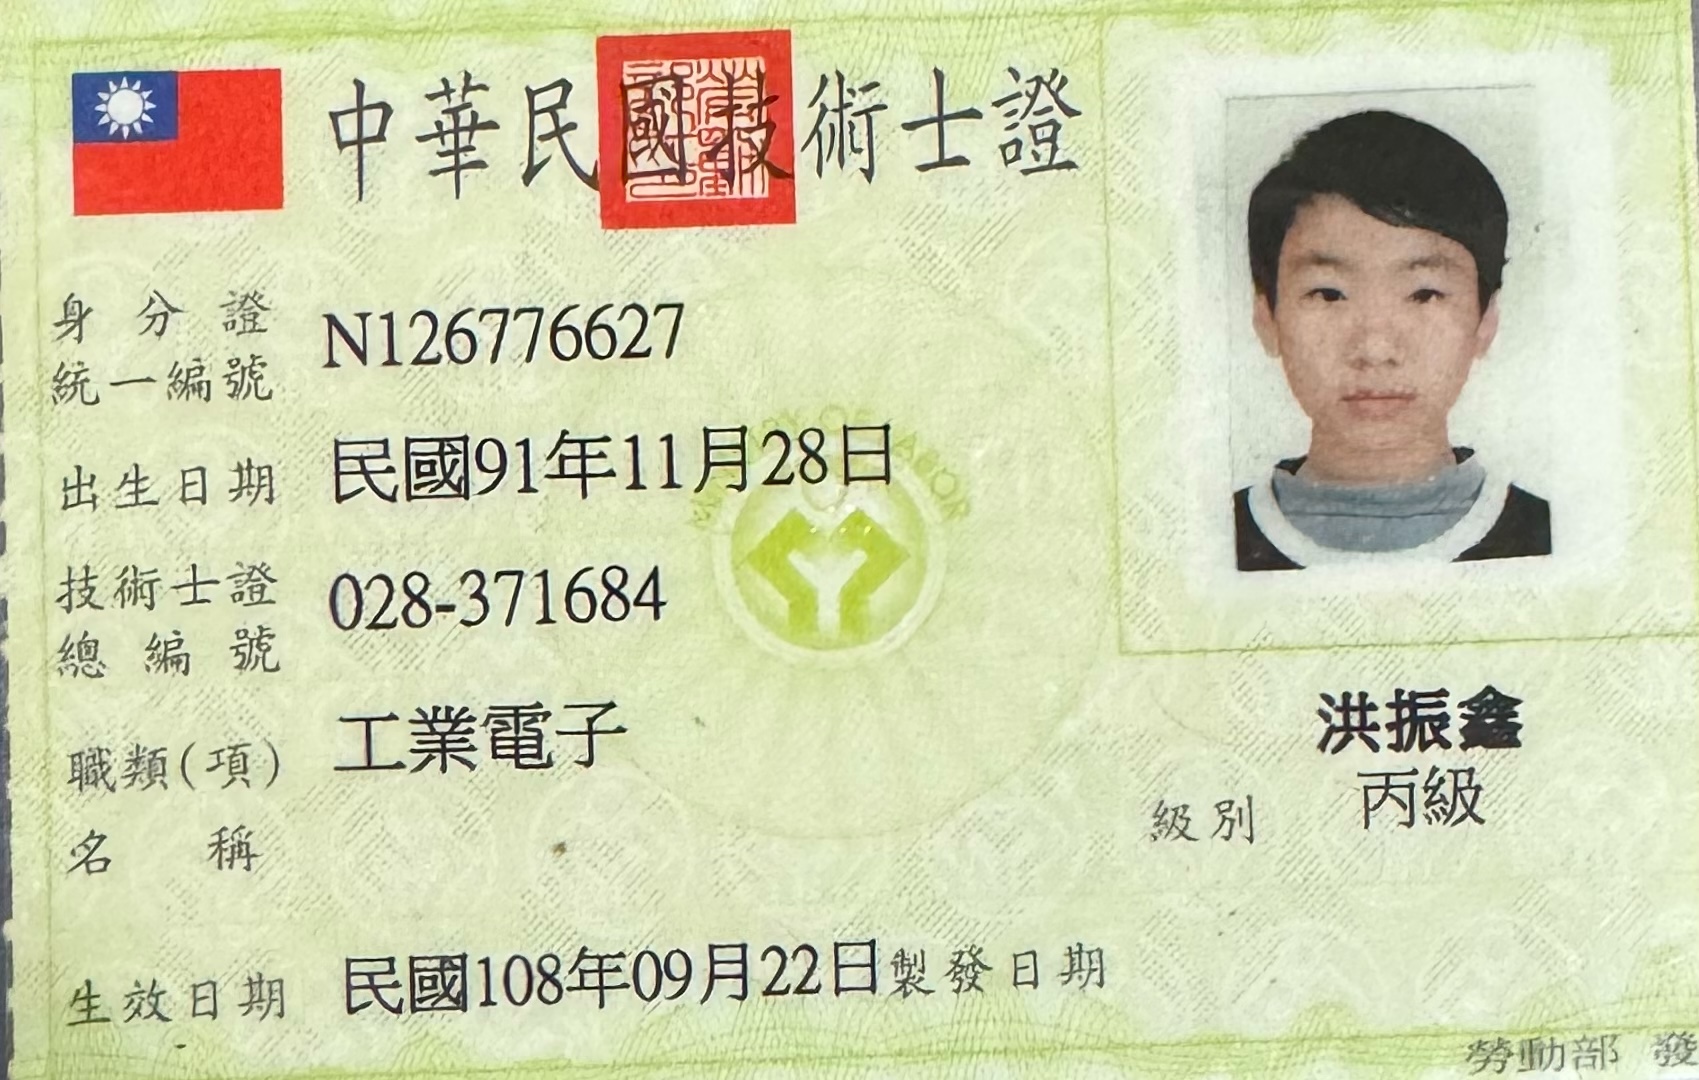 中華民國技術士證
身分證統一編號 N126776627
出生日期 民國91年11月28日
技術士證總編號 028-371684
職類(項)名稱 工業電子
洪振鑫
級別 丙級
生效日期 民國108年09月22日 製發日期
勞動部 發